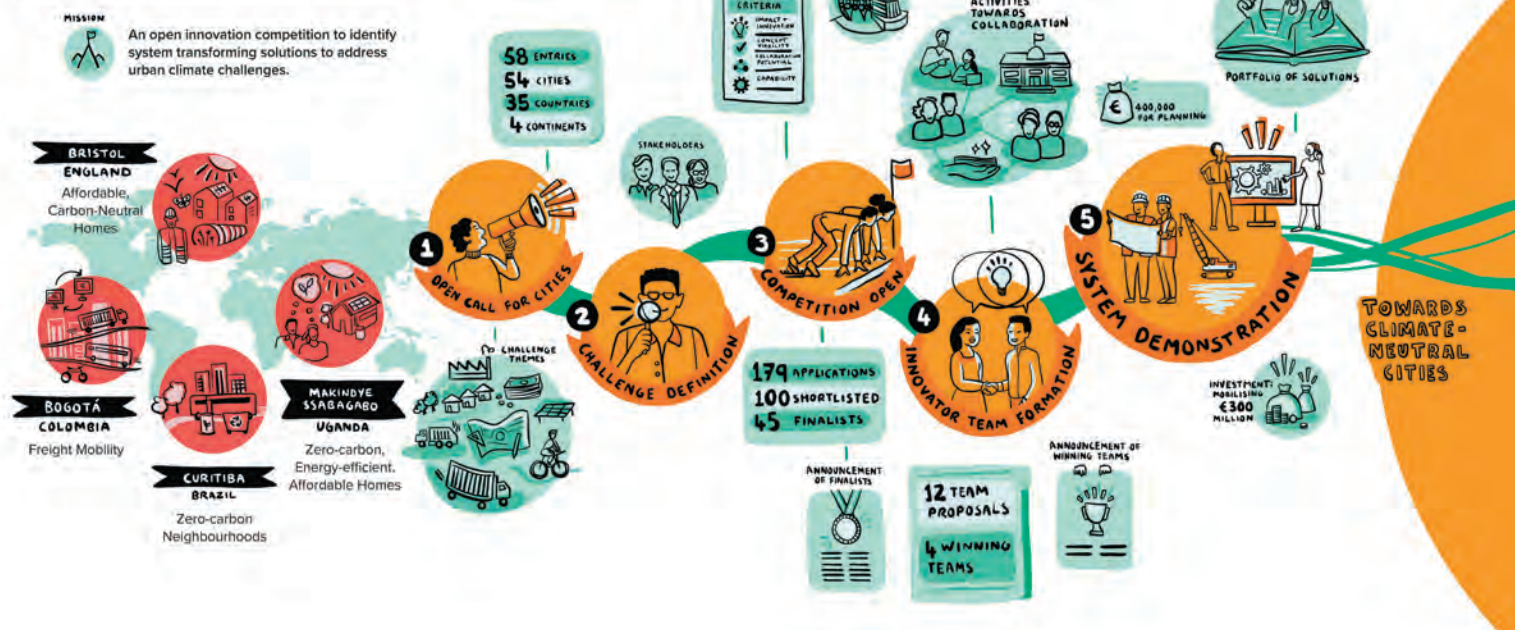 MISSION
An open innovation competition to identify
system transforming solutions to address
urban climate challenges.
BRISTOL
ENGLAND
Affordable,
Carbon-Neutral
Homes
BOGOTÁ
COLOMBIA
Freight Mobility
CURITIBA
BRAZIL
Zero-carbon
Neighbourhoods
MAKINDYE
SSABAGABO
UGANDA
Zero-carbon,
Energy-efficient.
Affordable Homes
58 ENTRIES
54 CITIES
35 COUNTRIES
4 CONTINENTS
1
OPEN CALL FOR CITIES
CHALLENGE
THEMES
STAKEHOLDERS
2
CHALLENGE DEFINITION
CRITERIA
IMPACT +
INNOVATION
CONCEPT
VIABILITY
COLLABORATION
POTENTIAL
CAPABILITY
3
COMPETITION OPEN
179 APPLICATIONS
100 SHORTLISTED
45 FINALISTS
ANNOUNCEMENT
OF FINALISTS
ACTIVITIES
TOWARDS
COLLABORATION
4
INNOVATOR TEAM FORMATION
12 TEAM
PROPOSALS
4 WINNING
TEAMS
ANNOUNCEMENT OF
WINNING TEAMS
€ 400,000
FOR PLANNING
5
SYSTEM DEMONSTRATION
PORTFOLIO OF SOLUTIONS
INVESTMENT:
MOBILISING
€300
MILLION
TOWARDS
CLIMATE-
NEUTRAL
CITIES